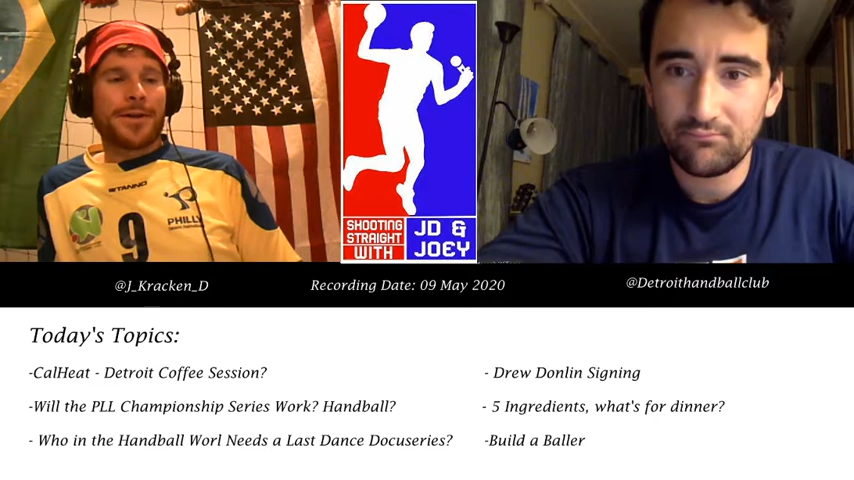 STANNO
PHILLY
9
SHOOTING
STRAIGHT
WITH
JD &
JOEY
@J_Kracken_D
Recording Date: 09 May 2020
@Detroithandballclub
Today's Topics:
-CalHeat - Detroit Coffee Session?
- Drew Donlin Signing
-Will the PLL Championship Series Work? Handball?
- 5 Ingredients, what's for dinner?
- Who in the Handball Worl Needs a Last Dance Docuseries?
-Build a Baller